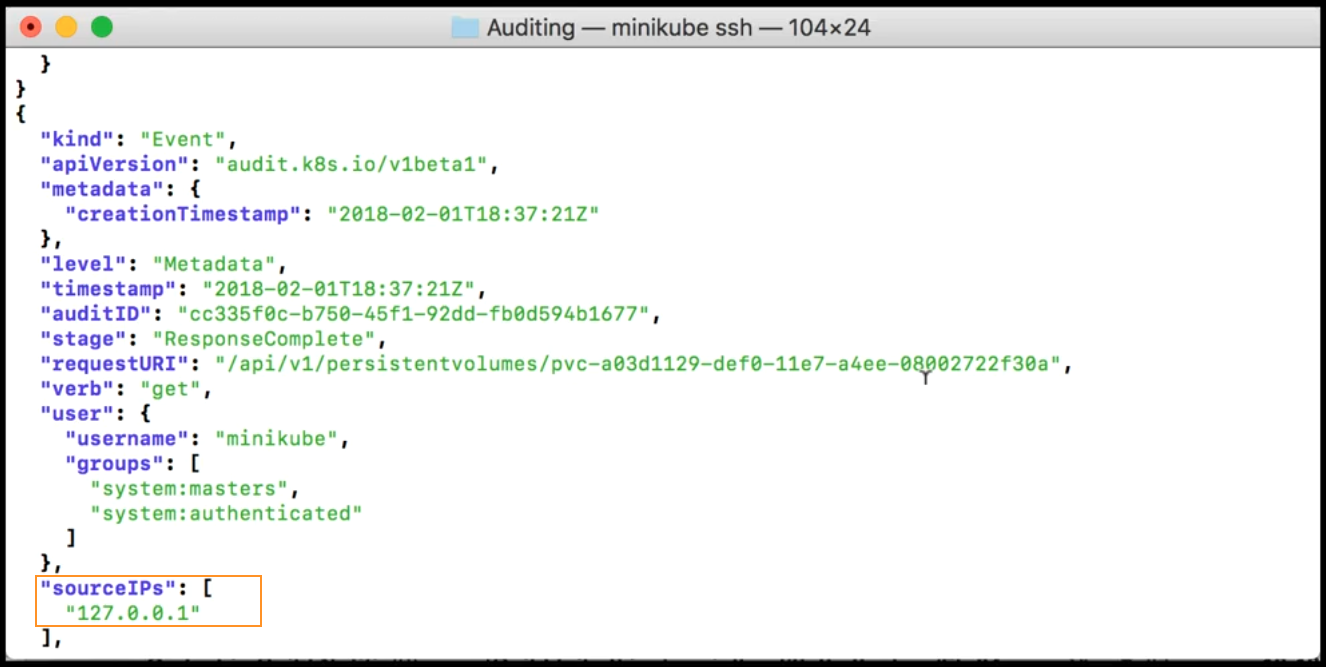 Auditing — minikube ssh — 104×24
}
}
{
"kind": "Event",
"apiVersion": "audit.k8s.io/v1beta1",
"metadata": {
"creationTimestamp": "2018-02-01T18:37:21Z"
},
"level": "Metadata",
"timestamp": "2018-02-01T18:37:21Z",
"auditID": "cc335f0c-b750-45f1-92dd-fb0d594b1677",
"stage": "ResponseComplete",
"requestURI": "/api/v1/persistentvolumes/pvc-a03d1129-def0-11e7-a4ee-08002722f30a",
"verb": "get",
"user": {
"username": "minikube",
"groups": [
"system:masters",
"system:authenticated"
]
},
"sourceIPs": [
"127.0.0.1"
],